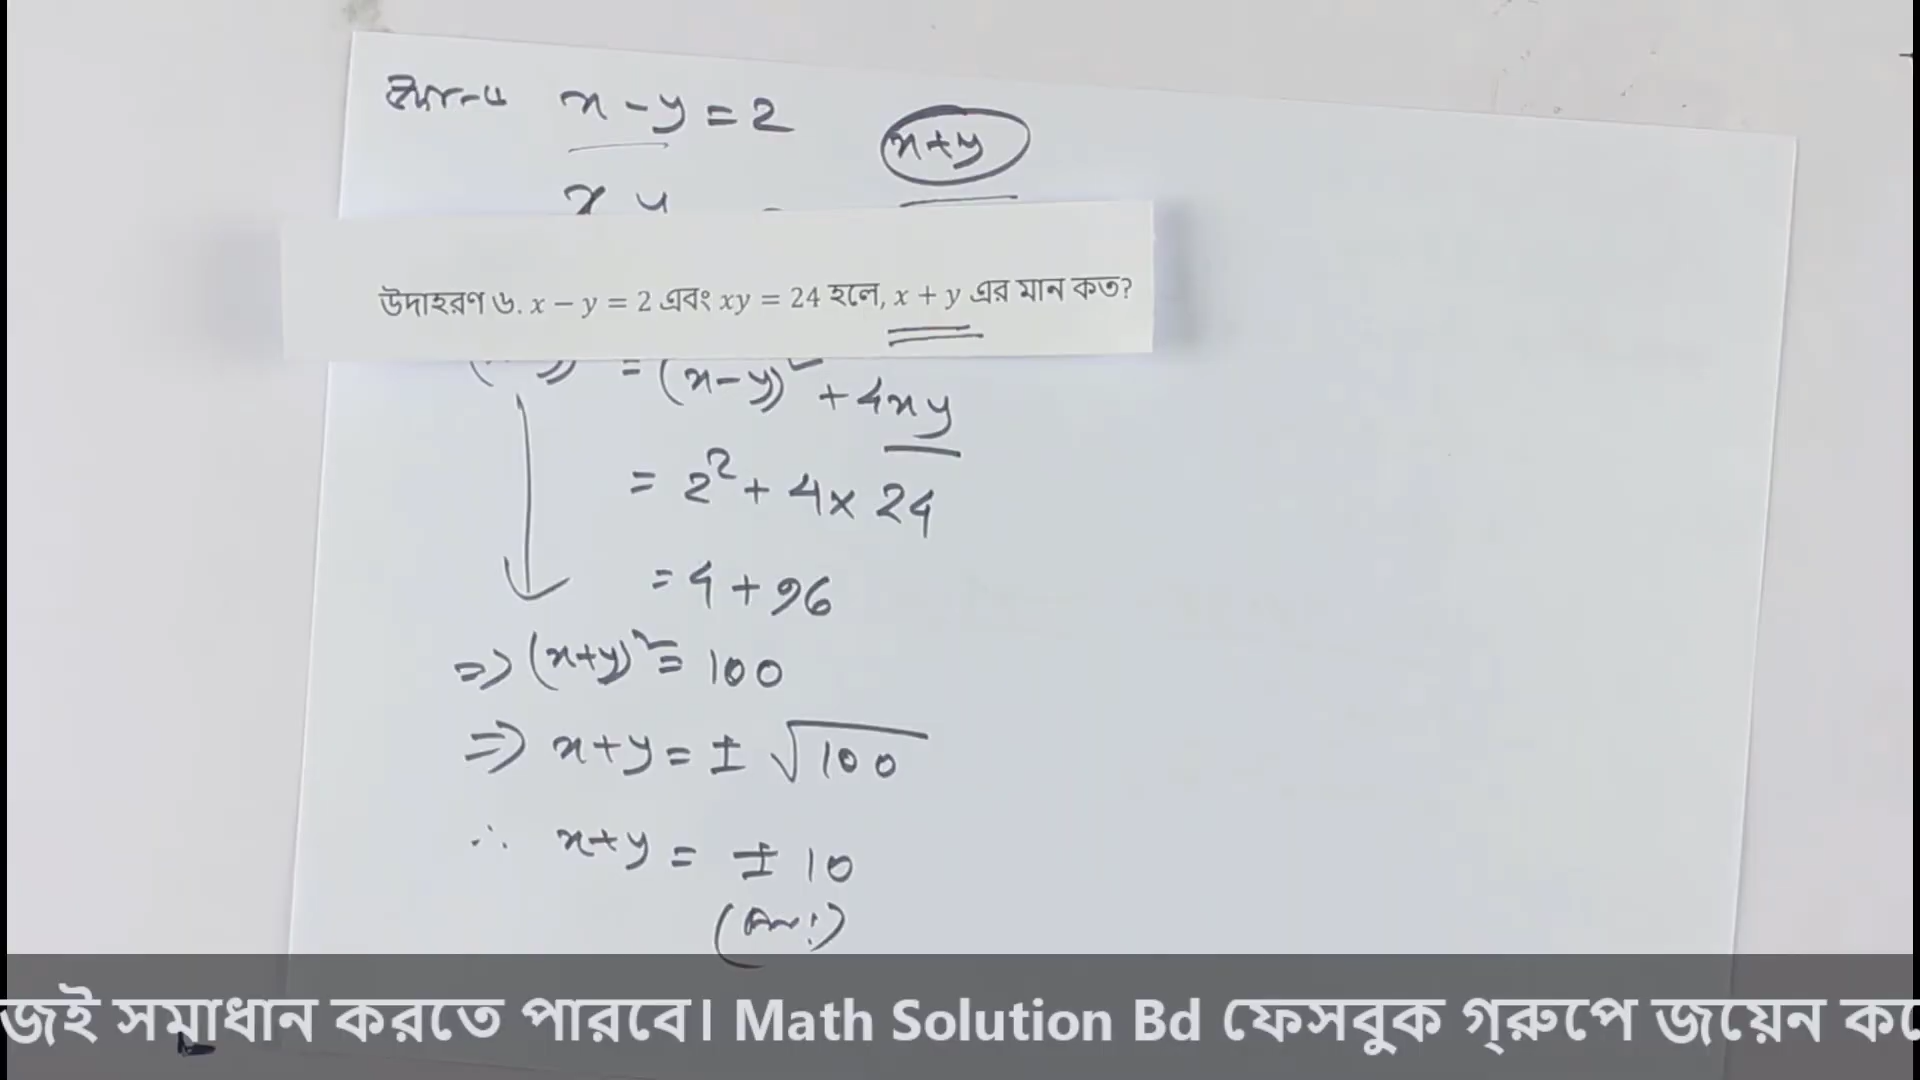 x - y = 2
x+y
x y
উদাহরণ ৬. x − y = 2 এবং xy = 24 হলে, x + y এর মান কত?
= (x-y)² + 4xy
= 2² + 4 x 24
= 4 + 96
=> (x+y)² = 100
=> x+y = ± √100
∴ x+y = ± 10
(Ans:)
জই সমাধান করতে পারবে। Math Solution Bd ফেসবুক গ্রুপে জয়েন